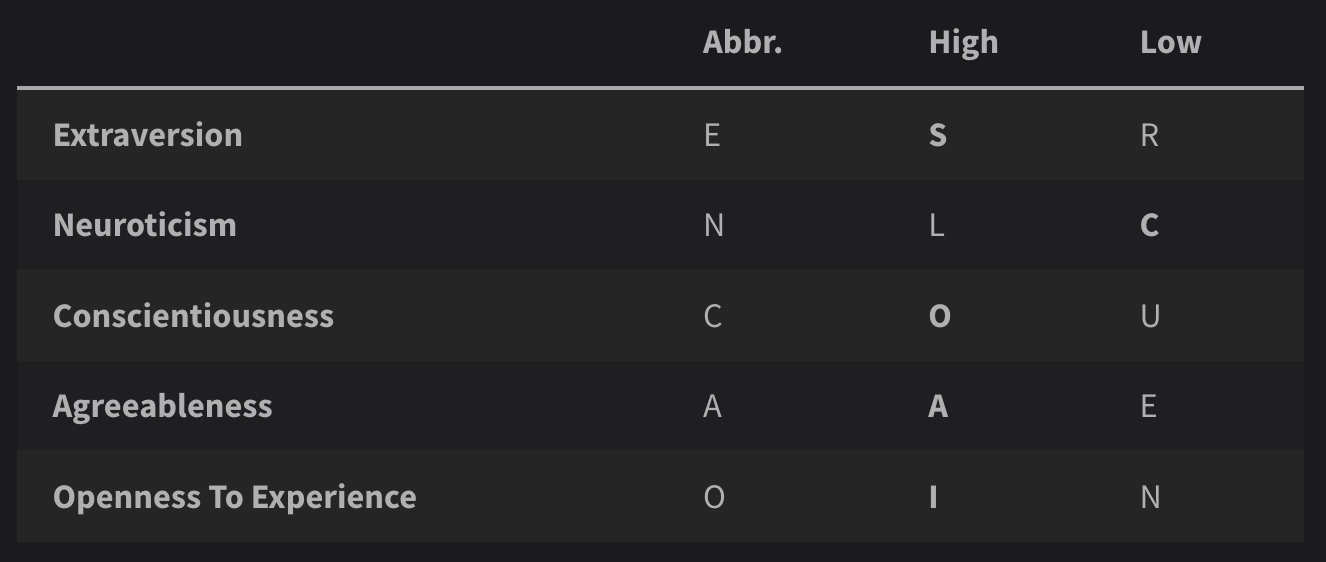 Abbr. High Low
Extraversion E S R
Neuroticism N L C
Conscientiousness C O U
Agreeableness A A E
Openness To Experience O I N